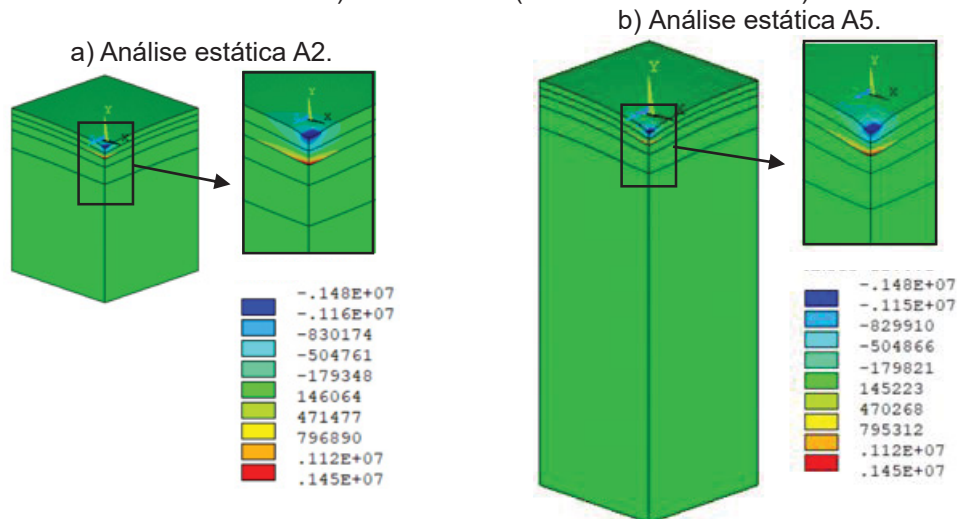 b) Análise estática A5.
a) Análise estática A2.
Y
X
-.148E+07
-.116E+07
-830174
-504761
-179348
146064
471477
796890
.112E+07
.145E+07
Y
X
-.148E+07
-.115E+07
-829910
-504866
-179821
145223
470268
795312
.112E+07
.145E+07